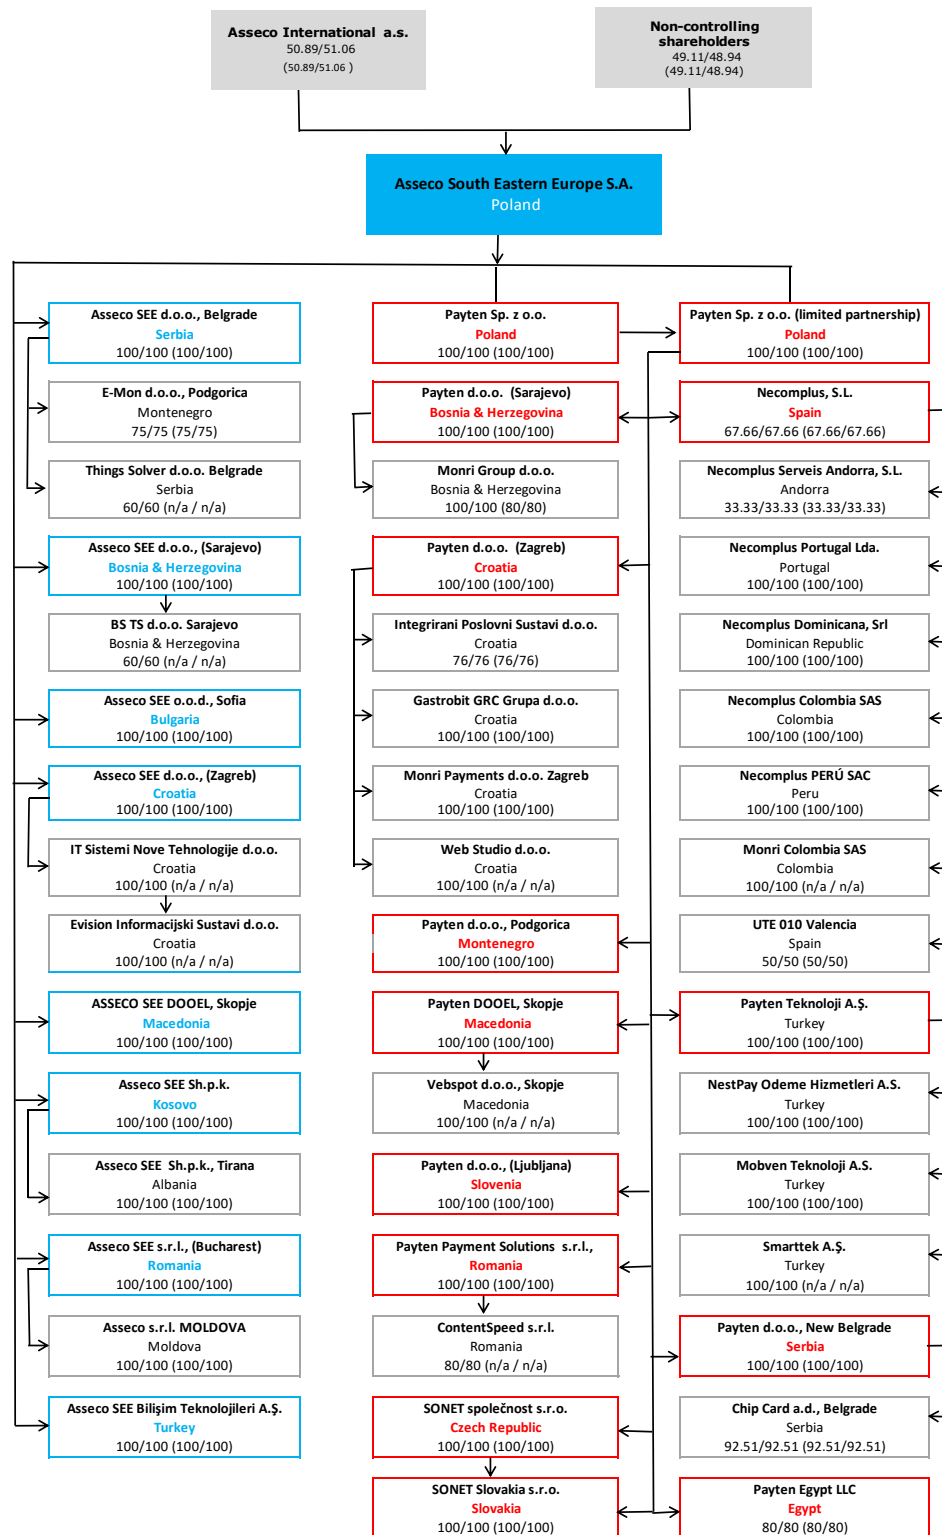 Asseco International a.s.
50.89/51.06
(50.89/51.06 )
Non-controlling
shareholders
49.11/48.94
(49.11/48.94)
Asseco South Eastern Europe S.A.
Poland
Asseco SEE d.o.o., Belgrade
Serbia
100/100 (100/100)
E-Mon d.o.o., Podgorica
Montenegro
75/75 (75/75)
Things Solver d.o.o. Belgrade
Serbia
60/60 (n/a / n/a)
Asseco SEE d.o.o., (Sarajevo)
Bosnia & Herzegovina
100/100 (100/100)
BS TS d.o.o. Sarajevo
Bosnia & Herzegovina
60/60 (n/a / n/a)
Asseco SEE o.o.d., Sofia
Bulgaria
100/100 (100/100)
Asseco SEE d.o.o., (Zagreb)
Croatia
100/100 (100/100)
IT Sistemi Nove Tehnologije d.o.o.
Croatia
100/100 (n/a / n/a)
Evision Informacijski Sustavi d.o.o.
Croatia
100/100 (n/a / n/a)
ASSECO SEE DOOEL, Skopje
Macedonia
100/100 (100/100)
Asseco SEE Sh.p.k.
Kosovo
100/100 (100/100)
Asseco SEE  Sh.p.k., Tirana
Albania
100/100 (100/100)
Asseco SEE s.r.l., (Bucharest)
Romania
100/100 (100/100)
Asseco s.r.l. MOLDOVA
Moldova
100/100 (100/100)
Asseco SEE Bilişim Teknolojileri A.Ş.
Turkey
100/100 (100/100)
Payten Sp. z o.o.
Poland
100/100 (100/100)
Payten d.o.o.  (Sarajevo)
Bosnia & Herzegovina
100/100 (100/100)
Monri Group d.o.o.
Bosnia & Herzegovina
100/100 (80/80)
Payten d.o.o.  (Zagreb)
Croatia
100/100 (100/100)
Integrirani Poslovni Sustavi d.o.o.
Croatia
76/76 (76/76)
Gastrobit GRC Grupa d.o.o.
Croatia
100/100 (100/100)
Monri Payments d.o.o. Zagreb
Croatia
100/100 (100/100)
Web Studio d.o.o.
Croatia
100/100 (n/a / n/a)
Payten d.o.o., Podgorica
Montenegro
100/100 (100/100)
Payten DOOEL, Skopje
Macedonia
100/100 (100/100)
Vebspot d.o.o., Skopje
Macedonia
100/100 (n/a / n/a)
Payten d.o.o., (Ljubljana)
Slovenia
100/100 (100/100)
Payten Payment Solutions  s.r.l.,
Romania
100/100 (100/100)
ContentSpeed s.r.l.
Romania
80/80 (n/a / n/a)
SONET společnost s.r.o.
Czech Republic
100/100 (100/100)
SONET Slovakia s.r.o.
Slovakia
100/100 (100/100)
Payten Sp. z o.o. (limited partnership)
Poland
100/100 (100/100)
Necomplus, S.L.
Spain
67.66/67.66 (67.66/67.66)
Necomplus Serveis Andorra, S.L.
Andorra
33.33/33.33 (33.33/33.33)
Necomplus Portugal Lda.
Portugal
100/100 (100/100)
Necomplus Dominicana, Srl
Dominican Republic
100/100 (100/100)
Necomplus Colombia SAS
Colombia
100/100 (100/100)
Necomplus PERÚ SAC
Peru
100/100 (100/100)
Monri Colombia SAS
Colombia
100/100 (n/a / n/a)
UTE 010 Valencia
Spain
50/50 (50/50)
Payten Teknoloji A.Ş.
Turkey
100/100 (100/100)
NestPay Odeme Hizmetleri A.S.
Turkey
100/100 (100/100)
Mobven Teknoloji A.S.
Turkey
100/100 (100/100)
Smarttek A.Ş.
Turkey
100/100 (n/a / n/a)
Payten d.o.o., New Belgrade
Serbia
100/100 (100/100)
Chip Card a.d., Belgrade
Serbia
92.51/92.51 (92.51/92.51)
Payten Egypt LLC
Egypt
80/80 (80/80)